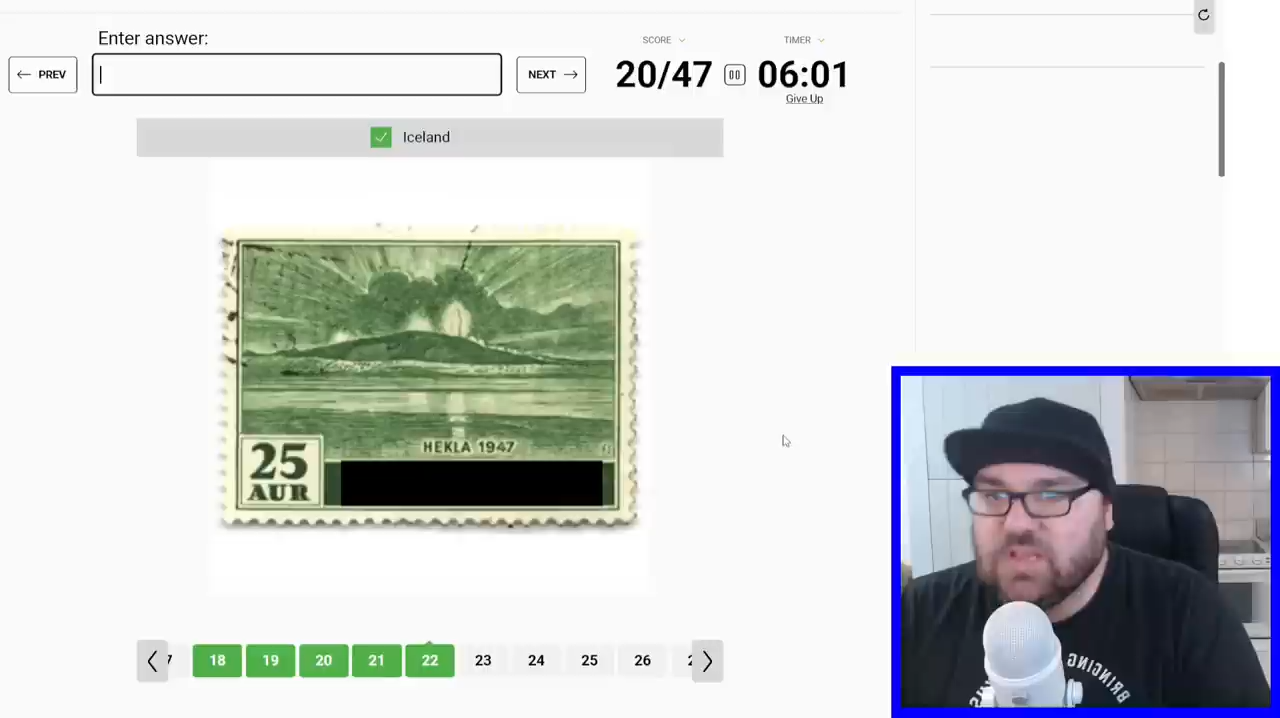 Enter answer:
← PREV
NEXT →
SCORE
20/47
TIMER
06:01
Give Up
Iceland
HEKLA 1947
25
AUR
18
19
20
21
22
23
24
25
26
BRINGING